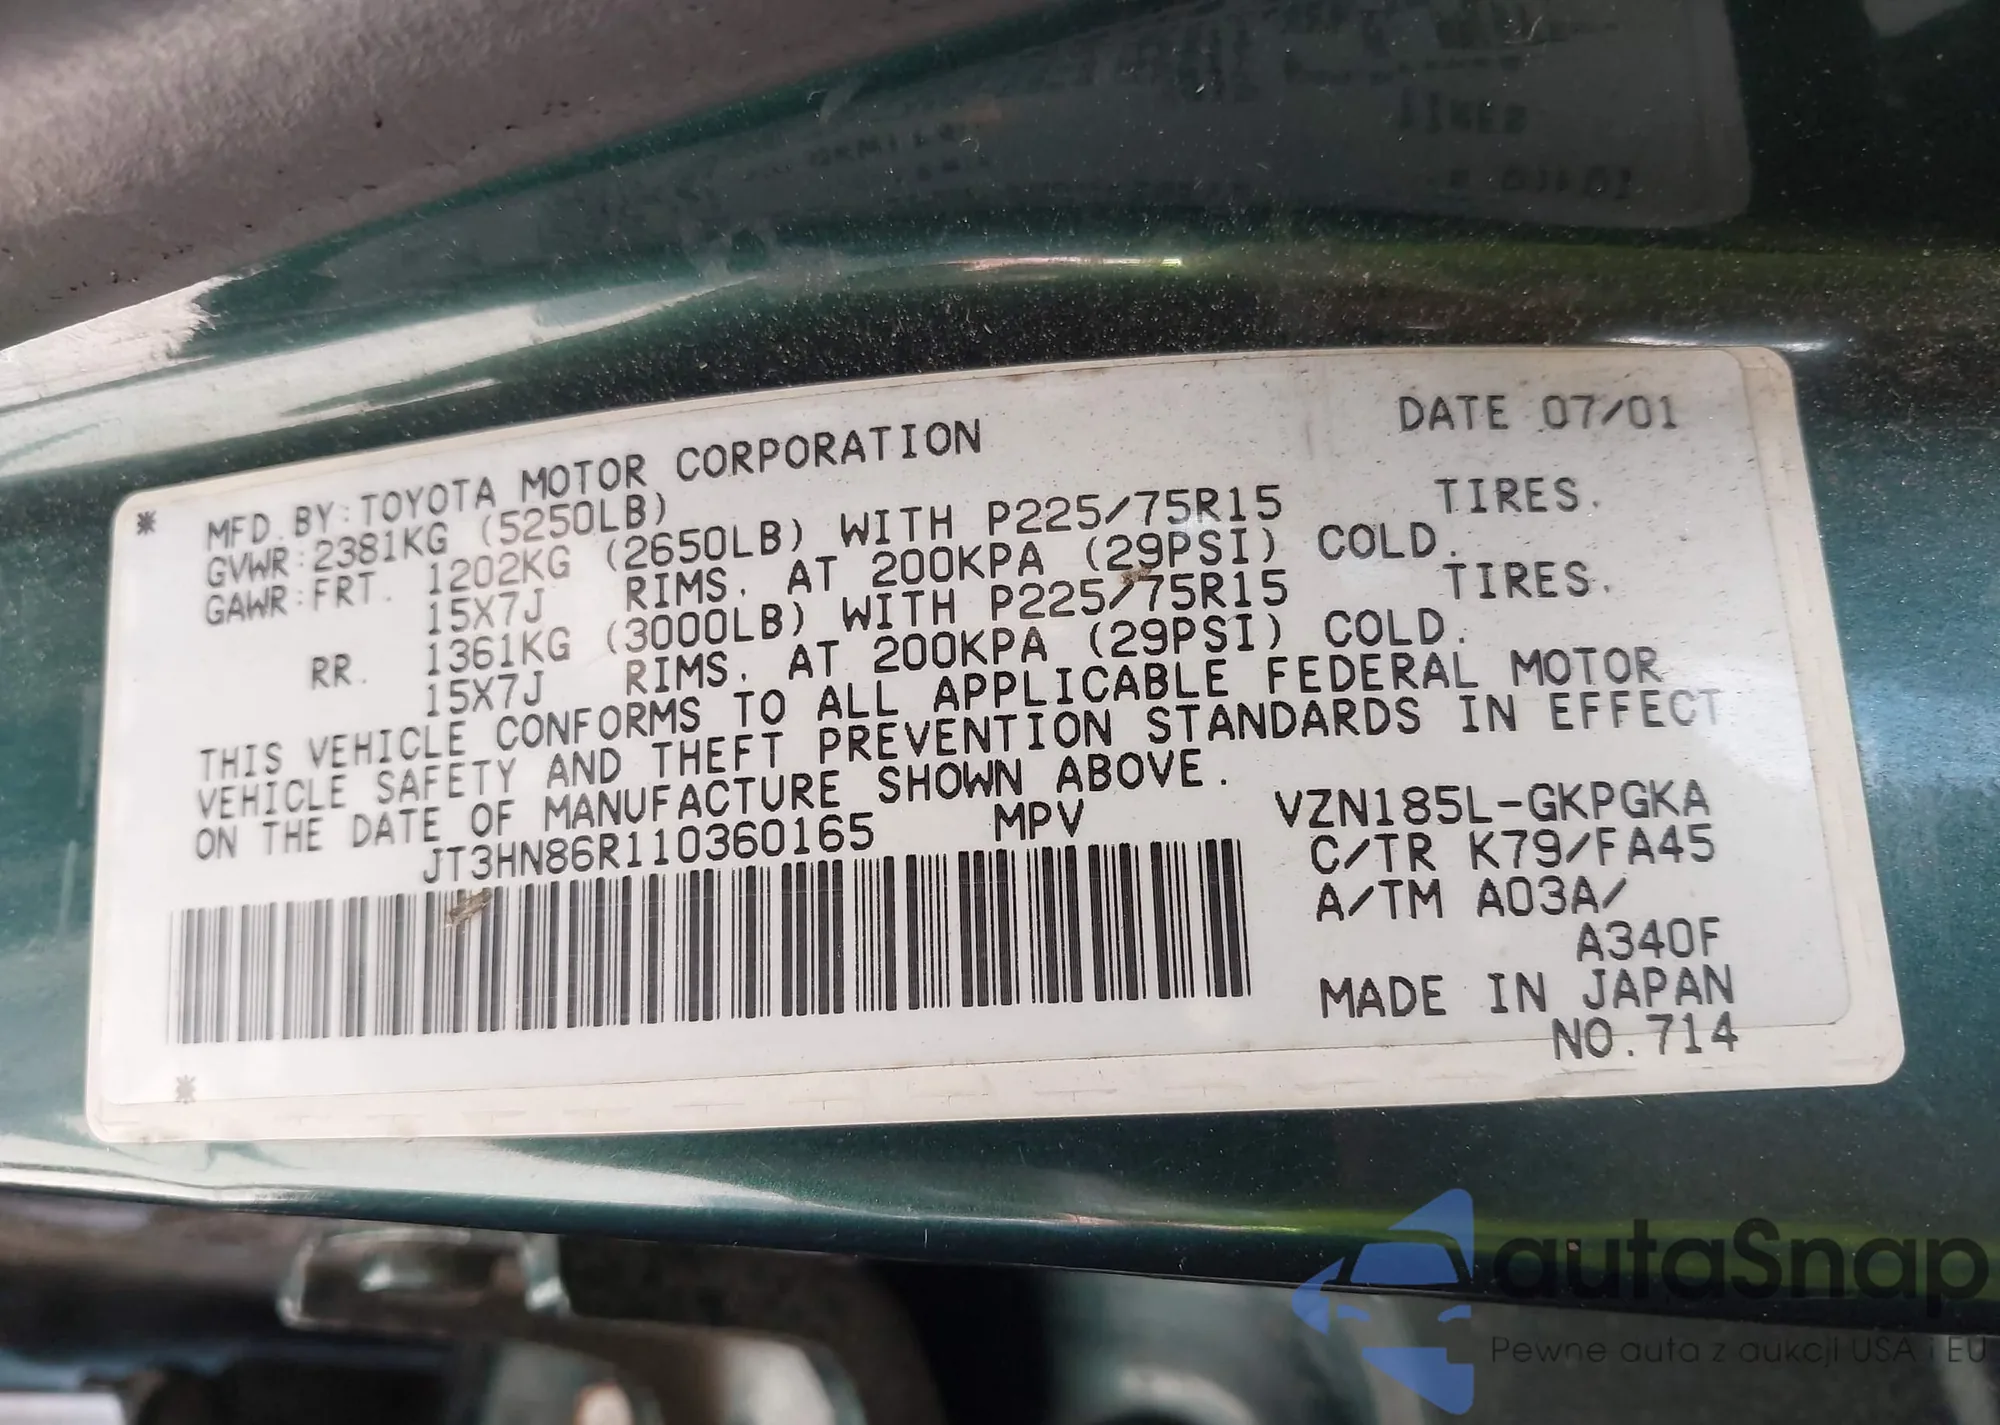 DATE 07/01
MFD.BY:TOYOTA MOTOR CORPORATION
GVWR:2381KG (5250LB)
GAWR:FRT. 1202KG (2650LB) WITH P225/75R15 TIRES.
15X7J RIMS. AT 200KPA (29PSI) COLD.
RR. 1361KG (3000LB) WITH P225/75R15 TIRES.
15X7J RIMS. AT 200KPA (29PSI) COLD.
THIS VEHICLE CONFORMS TO ALL APPLICABLE FEDERAL MOTOR
VEHICLE SAFETY AND THEFT PREVENTION STANDARDS IN EFFECT
ON THE DATE OF MANUFACTURE SHOWN ABOVE.
JT3HN86R110360165 MPV
VZN185L-GKPGKA
C/TR K79/FA45
A/TM A03A/
A340F
MADE IN JAPAN
NO.714
autaSnap
Pewne auta z aukcji USA i EU